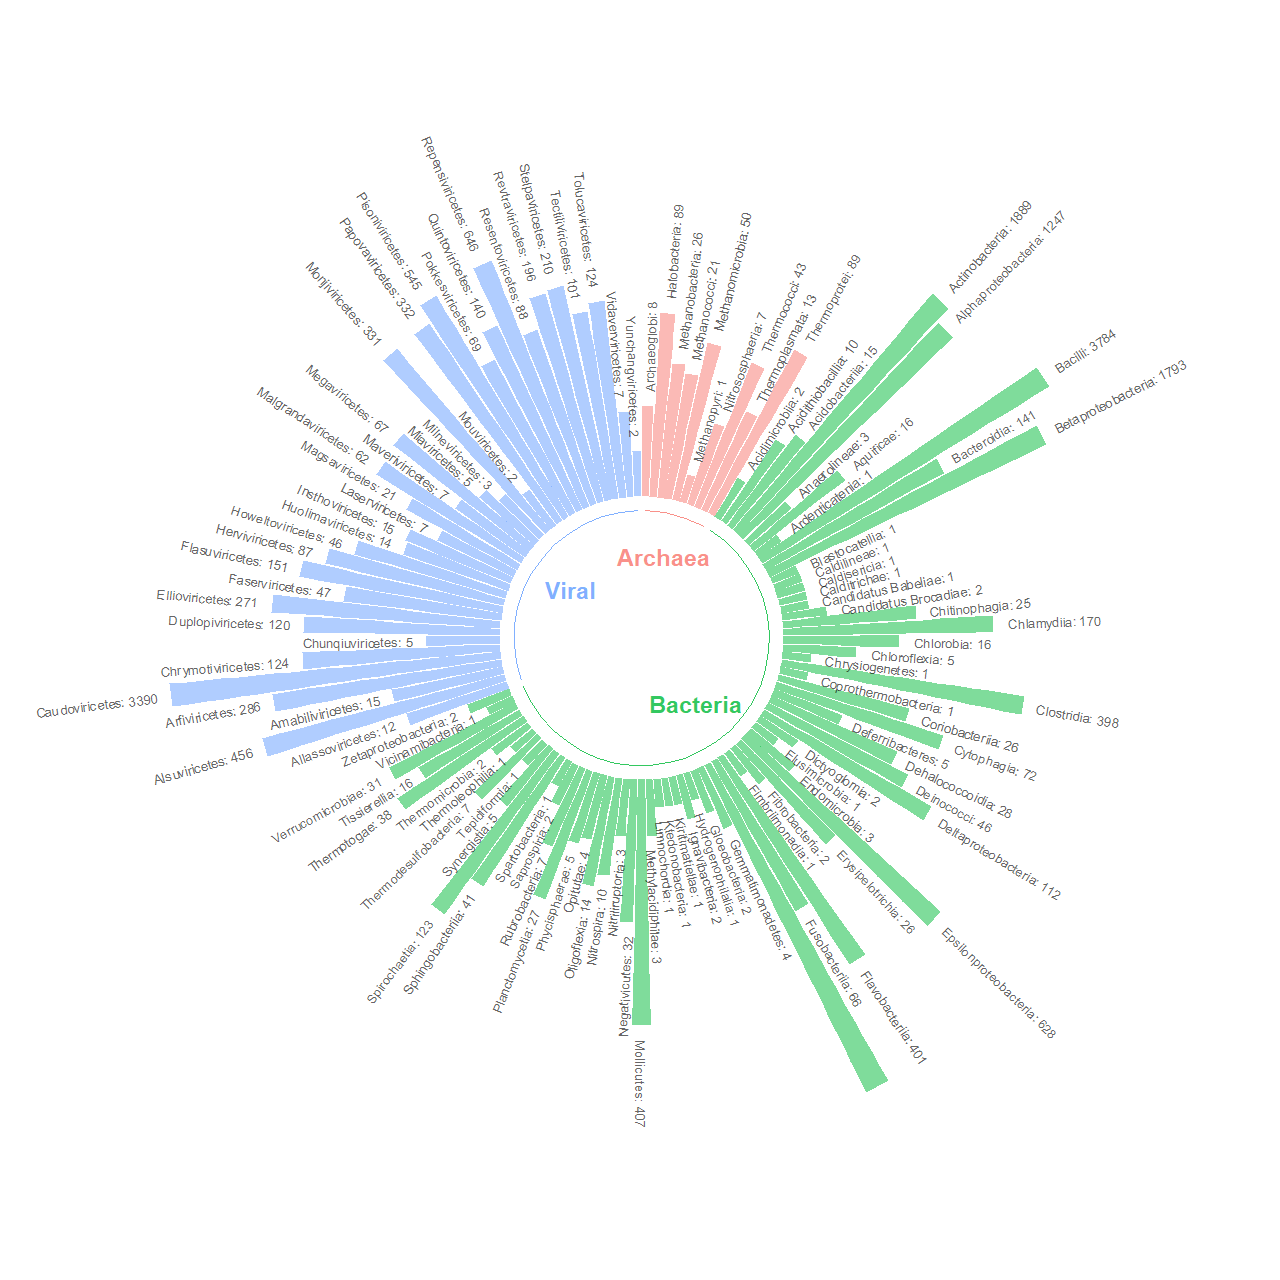 Archaeoglobi: 8
Halobacteria: 89
Methanobacteria: 26
Methanococci: 21
Methanomicrobia: 50
Methanopyri: 1
Nitrososphaeria: 7
Thermococci: 43
Thermoplasmata: 13
Thermoprotei: 89
Acidimicrobiia: 2
Acidithiobacillia: 10
Acidobacteriia: 15
Actinobacteria: 1889
Alphaproteobacteria: 1247
Anaerolineae: 3
Aquificae: 16
Ardenticatenia: 1
Bacilli: 3784
Bacteroidia: 141
Betaproteobacteria: 1793
Blastocatellia: 1
Caldilineae: 1
Caldisericia: 1
Calditrichae: 1
Candidatus Babeliae: 1
Candidatus Brocadiae: 2
Chitinophagia: 25
Chlamydiia: 170
Chlorobia: 16
Chloroflexia: 5
Chrysiogenetes: 1
Clostridia: 398
Coprothermobacteria: 1
Coriobacteriia: 26
Cytophagia: 72
Deferribacteres: 5
Dehalococcoidia: 28
Deinococci: 46
Deltaproteobacteria: 112
Dictyoglomia: 2
Elusimicrobia: 1
Endomicrobia: 3
Epsilonproteobacteria: 628
Erysipelotrichia: 26
Fibrobacteria: 2
Fimbriimonadia: 1
Flavobacteriia: 401
Fusobacteriia: 66
Gemmatimonadetes: 4
Gloeobacteria: 2
Hydrogenophilalia: 1
Ignavibacteria: 2
Kiritimatiellae: 1
Ktedonobacteria: 1
Limnochordia: 1
Methylacidiphilae: 3
Mollicutes: 407
Negativicutes: 32
Nitriliruptoria: 3
Nitrospira: 10
Oligoflexia: 14
Opitutae: 4
Phycisphaerae: 5
Planctomycetia: 27
Rubrobacteria: 7
Saprospiria: 2
Spartobacteria: 1
Sphingobacteriia: 41
Spirochaetia: 123
Synergistia: 5
Tepidiformia: 1
Thermodesulfobacteria: 7
Thermoleophilia: 1
Thermomicrobia: 2
Thermotogae: 38
Tissierellia: 16
Verrucomicrobiae: 31
Vicinamibacteria: 1
Zetaproteobacteria: 2
Allassoviricetes: 12
Alsuviricetes: 456
Amabiliviricetes: 15
Arfiviricetes: 286
Caudoviricetes: 3390
Chrymotiviricetes: 124
Chunqiuviricetes: 5
Duplopiviricetes: 120
Ellioviricetes: 271
Faserviricetes: 47
Flasuviricetes: 151
Herviviricetes: 87
Howeltoviricetes: 46
Huolimaviricetes: 14
Insthoviricetes: 15
Laserviricetes: 7
Magsaviricetes: 21
Malgrandaviricetes: 62
Maveriviricetes: 7
Megaviricetes: 67
Miaviricetes: 5
Milneviricetes: 3
Monjiviricetes: 331
Mouviricetes: 2
Papovaviricetes: 332
Pisoniviricetes: 545
Pokkesviricetes: 69
Quintoviricetes: 140
Repensiviricetes: 646
Resentoviricetes: 88
Revtraviricetes: 196
Stelpaviricetes: 210
Tectiliviricetes: 101
Tolucaviricetes: 124
Vidaverviricetes: 7
Yunchangviricetes: 2
Archaea
Viral
Bacteria